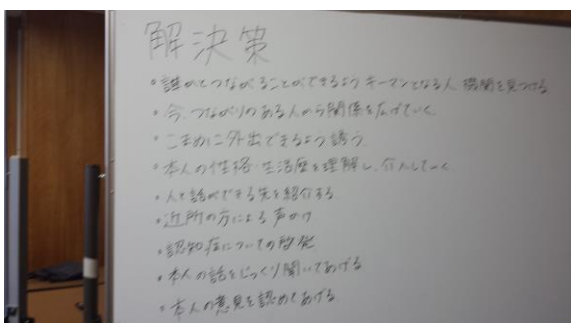 解決策
・誰かとつながることができるようキーマンとなる人、機関を見つける
・今、つながりのある人から関係を広げていく
・こまめに外出できるよう誘う
・本人の性格・生活歴を理解し、介入していく
・人と話ができる先を紹介する
・近所の方による声かけ
・認知症についての啓発
・本人の話をじっくり聞いてあげる
・本人の意見を認めてあげる